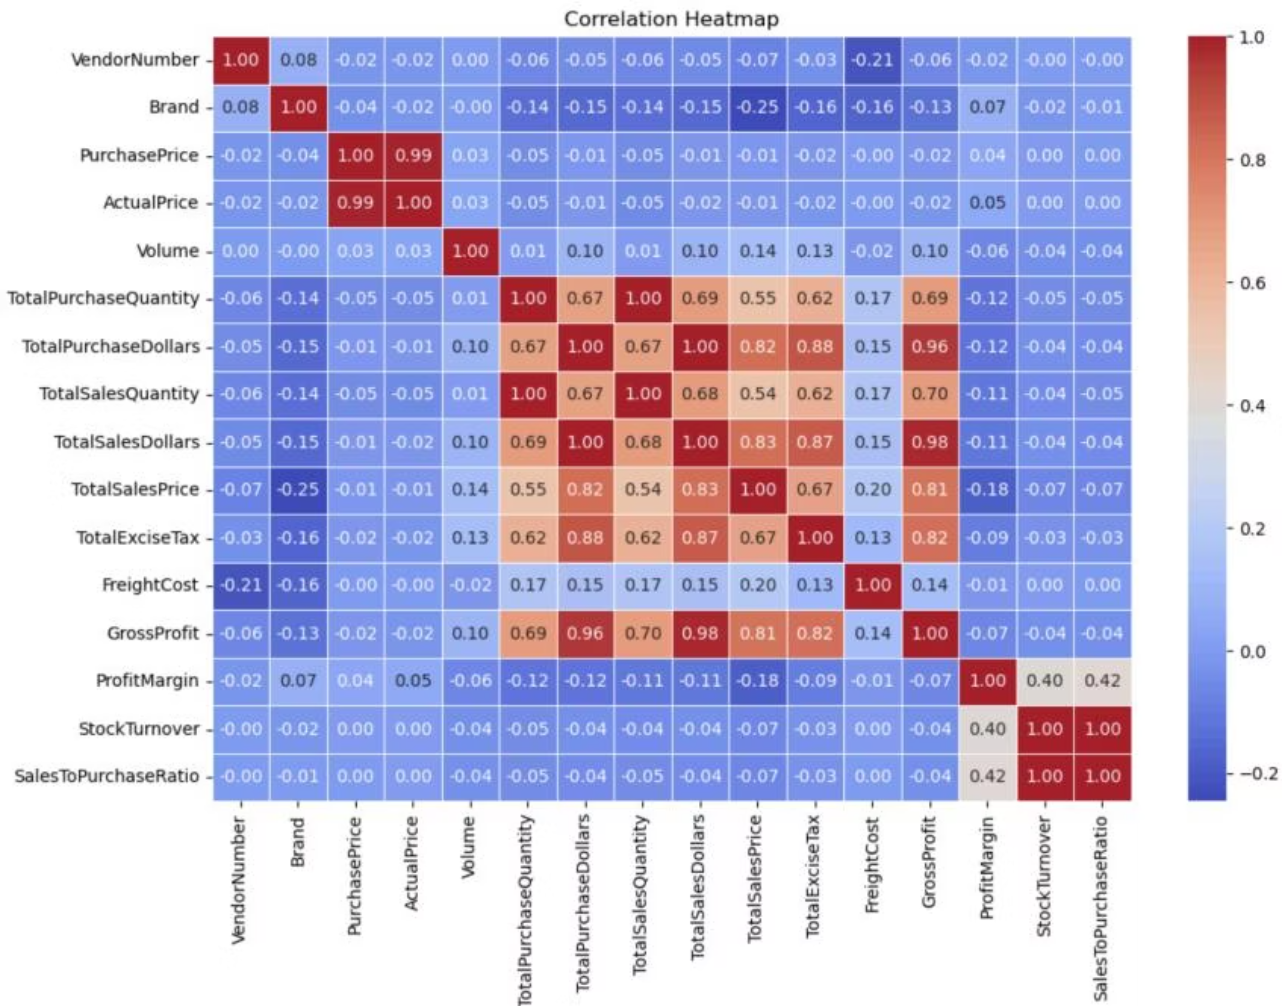 Correlation Heatmap
VendorNumber 1.00 0.08 -0.02 -0.02 0.00 -0.06 -0.05 -0.06 -0.05 -0.07 -0.03 -0.21 -0.06 -0.02 -0.00 -0.00
Brand 0.08 1.00 -0.04 -0.02 -0.00 -0.14 -0.15 -0.14 -0.15 -0.25 -0.16 -0.16 -0.13 0.07 -0.02 -0.01
PurchasePrice -0.02 -0.04 1.00 0.99 0.03 -0.05 -0.01 -0.05 -0.01 -0.01 -0.02 -0.00 -0.02 0.04 0.00 0.00
ActualPrice -0.02 -0.02 0.99 1.00 0.03 -0.05 -0.01 -0.05 -0.02 -0.01 -0.02 -0.00 -0.02 0.05 0.00 0.00
Volume 0.00 -0.00 0.03 0.03 1.00 0.01 0.10 0.01 0.10 0.14 0.13 -0.02 0.10 -0.06 -0.04 -0.04
TotalPurchaseQuantity -0.06 -0.14 -0.05 -0.05 0.01 1.00 0.67 1.00 0.69 0.55 0.62 0.17 0.69 -0.12 -0.05 -0.05
TotalPurchaseDollars -0.05 -0.15 -0.01 -0.01 0.10 0.67 1.00 0.67 1.00 0.82 0.88 0.15 0.96 -0.12 -0.04 -0.04
TotalSalesQuantity -0.06 -0.14 -0.05 -0.05 0.01 1.00 0.67 1.00 0.68 0.54 0.62 0.17 0.70 -0.11 -0.04 -0.05
TotalSalesDollars -0.05 -0.15 -0.01 -0.02 0.10 0.69 1.00 0.68 1.00 0.83 0.87 0.15 0.98 -0.11 -0.04 -0.04
TotalSalesPrice -0.07 -0.25 -0.01 -0.01 0.14 0.55 0.82 0.54 0.83 1.00 0.67 0.20 0.81 -0.18 -0.07 -0.07
TotalExciseTax -0.03 -0.16 -0.02 -0.02 0.13 0.62 0.88 0.62 0.87 0.67 1.00 0.13 0.82 -0.09 -0.03 -0.03
FreightCost -0.21 -0.16 -0.00 -0.00 -0.02 0.17 0.15 0.17 0.15 0.20 0.13 1.00 0.14 -0.01 0.00 0.00
GrossProfit -0.06 -0.13 -0.02 -0.02 0.10 0.69 0.96 0.70 0.98 0.81 0.82 0.14 1.00 -0.07 -0.04 -0.04
ProfitMargin -0.02 0.07 0.04 0.05 -0.06 -0.12 -0.12 -0.11 -0.11 -0.18 -0.09 -0.01 -0.07 1.00 0.40 0.42
StockTurnover -0.00 -0.02 0.00 0.00 -0.04 -0.05 -0.04 -0.04 -0.04 -0.07 -0.03 0.00 -0.04 0.40 1.00 1.00
SalesToPurchaseRatio -0.00 -0.01 0.00 0.00 -0.04 -0.05 -0.04 -0.05 -0.04 -0.07 -0.03 0.00 -0.04 0.42 1.00 1.00
VendorNumber
Brand
PurchasePrice
ActualPrice
Volume
TotalPurchaseQuantity
TotalPurchaseDollars
TotalSalesQuantity
TotalSalesDollars
TotalSalesPrice
TotalExciseTax
FreightCost
GrossProfit
ProfitMargin
StockTurnover
SalesToPurchaseRatio
1.0
0.8
0.6
0.4
0.2
0.0
−0.2